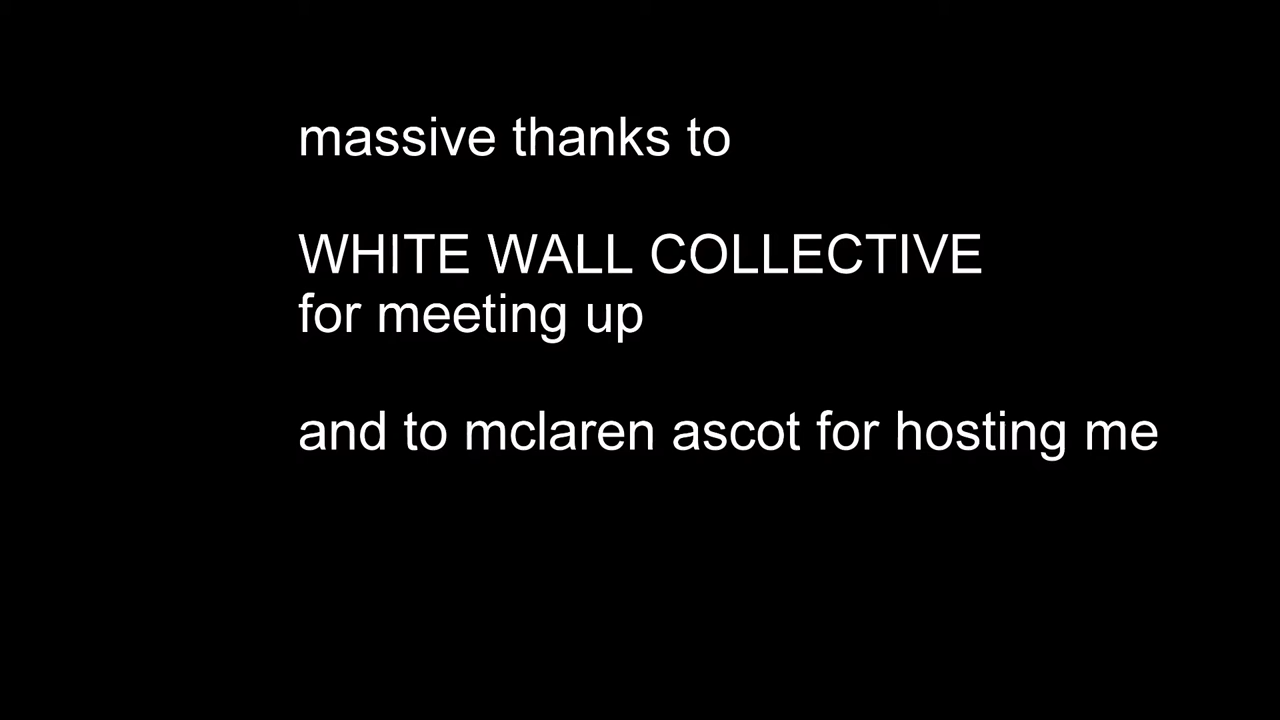 massive thanks to
WHITE WALL COLLECTIVE
for meeting up
and to mclaren ascot for hosting me